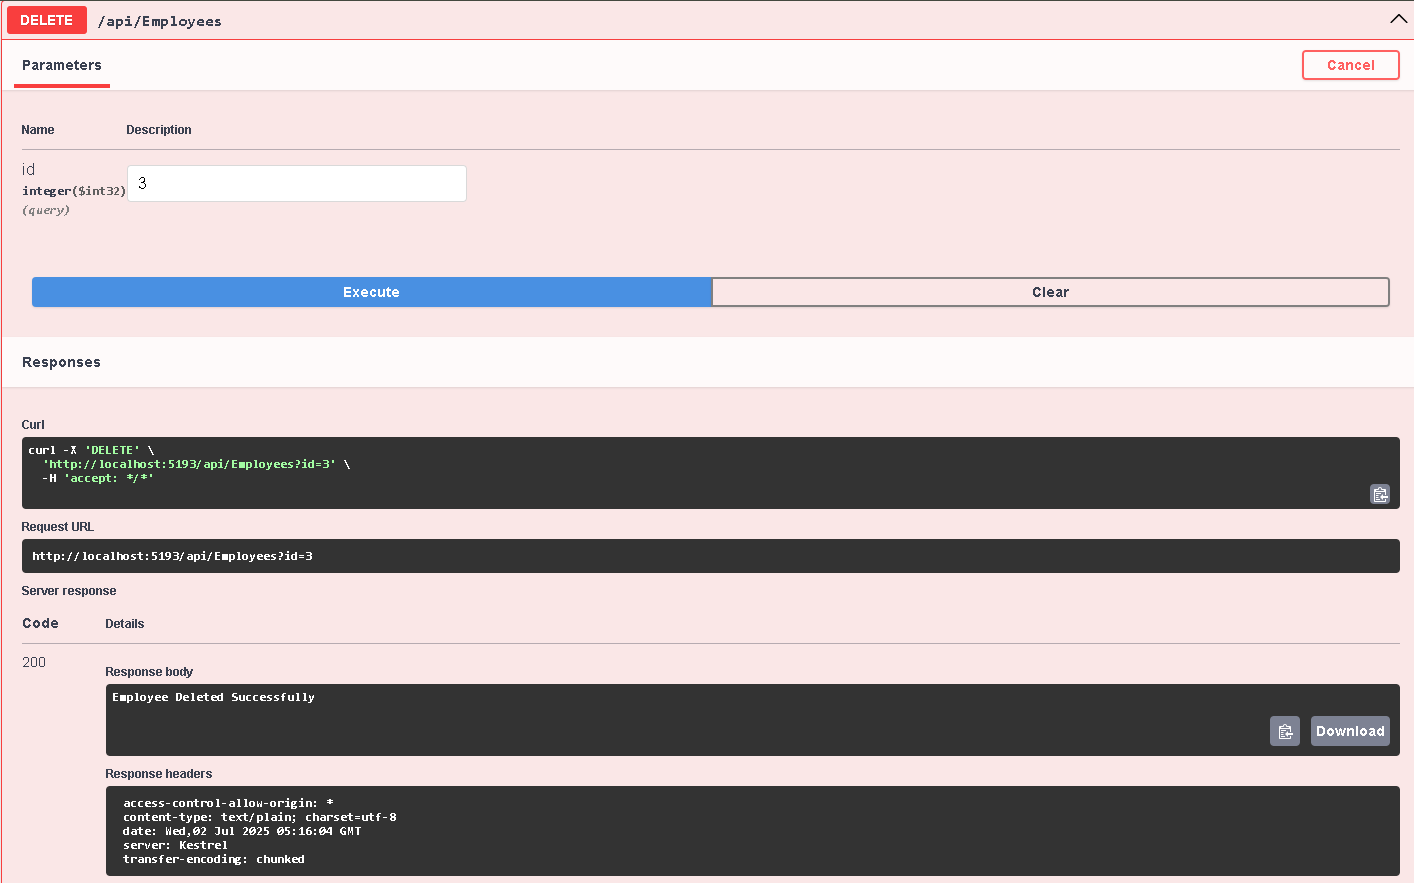 DELETE /api/Employees
Parameters
Cancel
Name Description
id
integer($int32)
(query)
3
Execute
Clear
Responses
Curl
curl -X 'DELETE' \
'http://localhost:5193/api/Employees?id=3' \
-H 'accept: */*'
Request URL
http://localhost:5193/api/Employees?id=3
Server response
Code Details
200
Response body
Employee Deleted Successfully
Download
Response headers
access-control-allow-origin: *
content-type: text/plain; charset=utf-8
date: Wed,02 Jul 2025 05:16:04 GMT
server: Kestrel
transfer-encoding: chunked